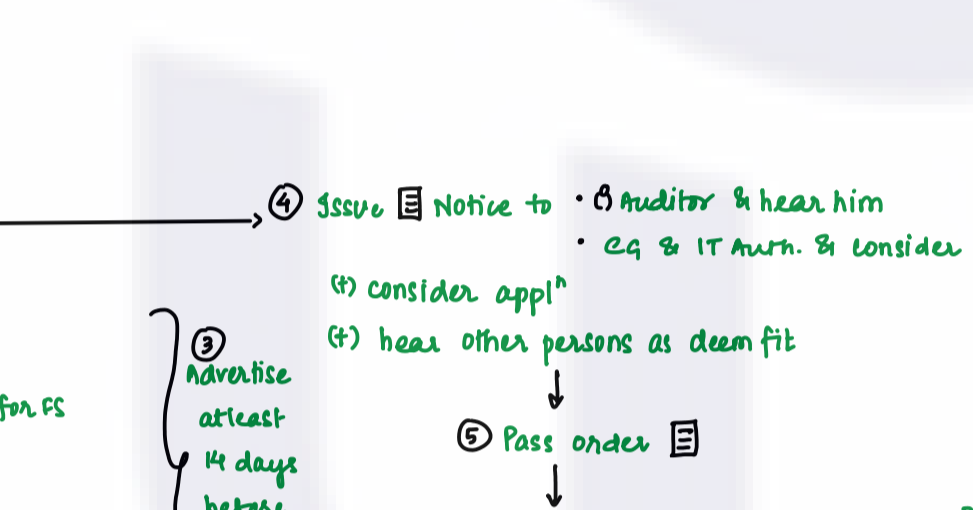 ④ Issue Notice to • Auditor & hear him
• CG & IT Auth. & consider
(+) consider applⁿ
(+) hear other persons as deem fit
③
Advertise
atleast
14 days
before
for FS
⑤ Pass order